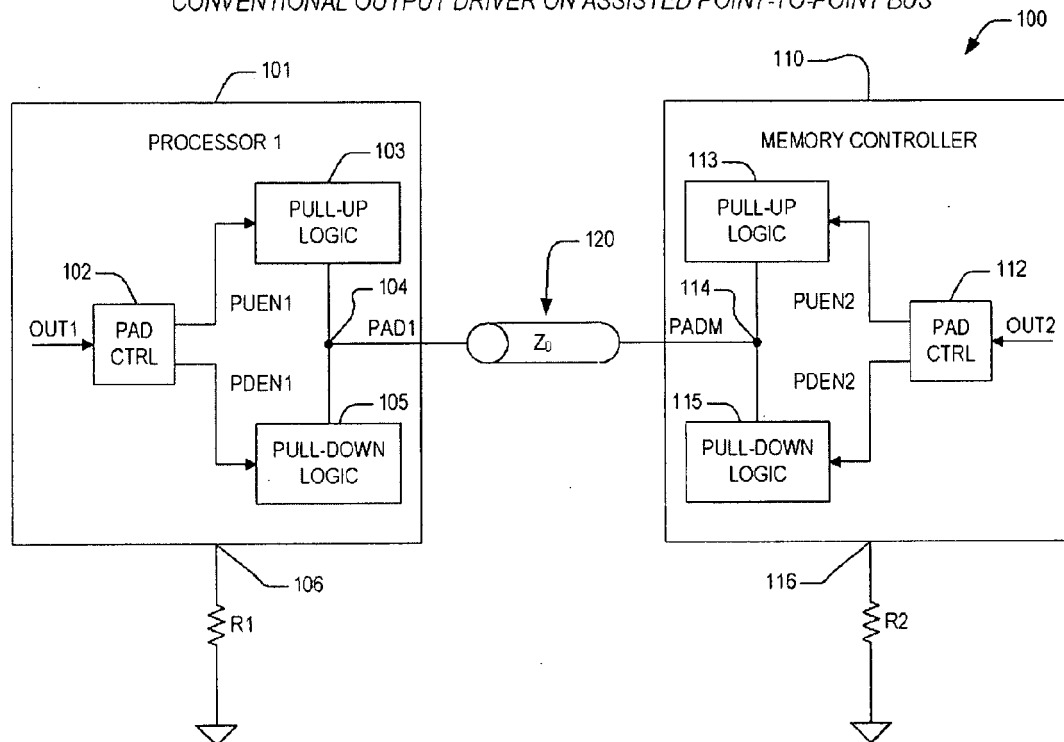 CONVENTIONAL OUTPUT DRIVER ON ASSISTED POINT-TO-POINT BUS
100
101
110
PROCESSOR 1
MEMORY CONTROLLER
103
113
PULL-UP
LOGIC
PULL-UP
LOGIC
120
102
104
114
112
OUT1
PAD
CTRL
PUEN1
PAD1
Z0
PADM
PUEN2
PAD
CTRL
OUT2
PDEN1
PDEN2
105
115
PULL-DOWN
LOGIC
PULL-DOWN
LOGIC
106
116
R1
R2